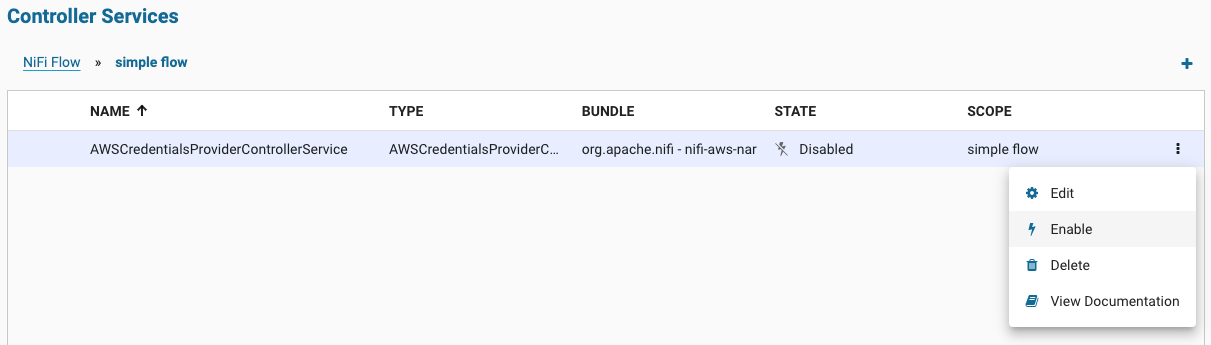 Controller Services
NiFi Flow » simple flow
NAME TYPE BUNDLE STATE SCOPE
AWSCredentialsProviderControllerService AWSCredentialsProviderC... org.apache.nifi - nifi-aws-nar Disabled simple flow
Edit
Enable
Delete
View Documentation